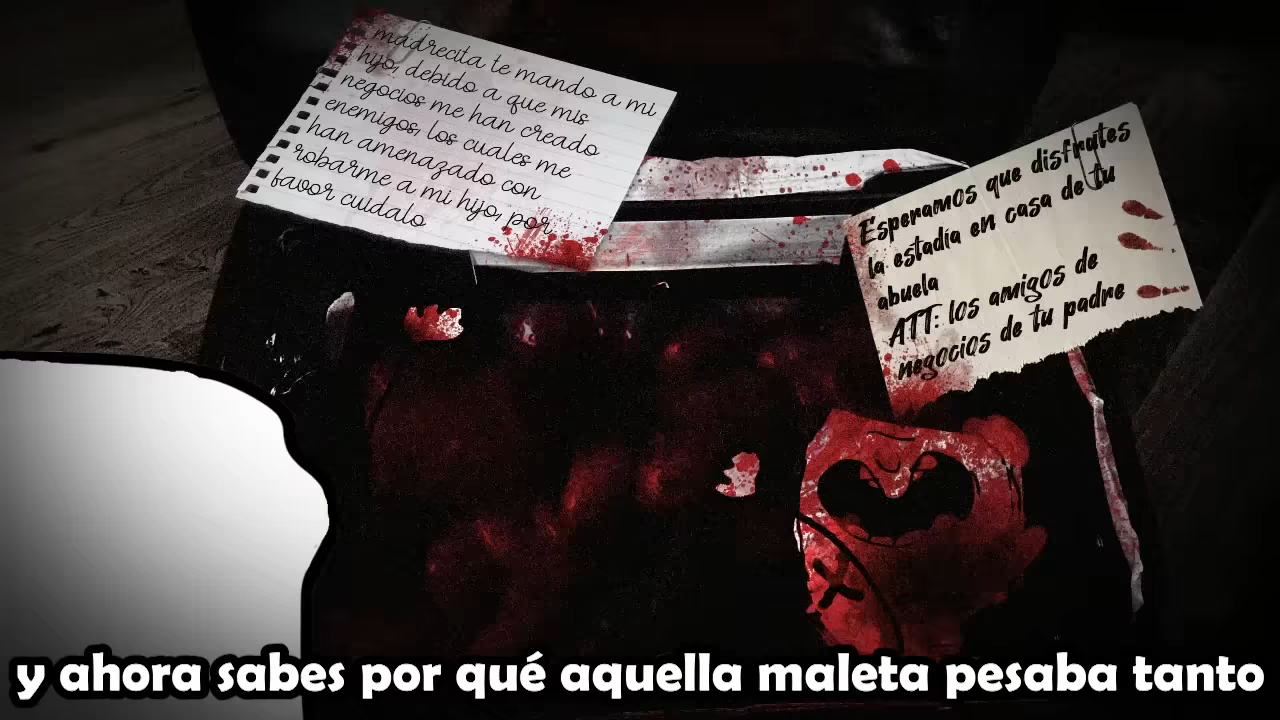 madrecita te mando a mi
hijo, debido a que mis
negocios me han creado
enemigos, los cuales me
han amenazado con
robarme a mi hijo, por
favor cuidalo
Esperamos que disfrutes
la estadia en casa de tu
abuela
ATT: los amigos de
negocios de tu padre
y ahora sabes por qué aquella maleta pesaba tanto